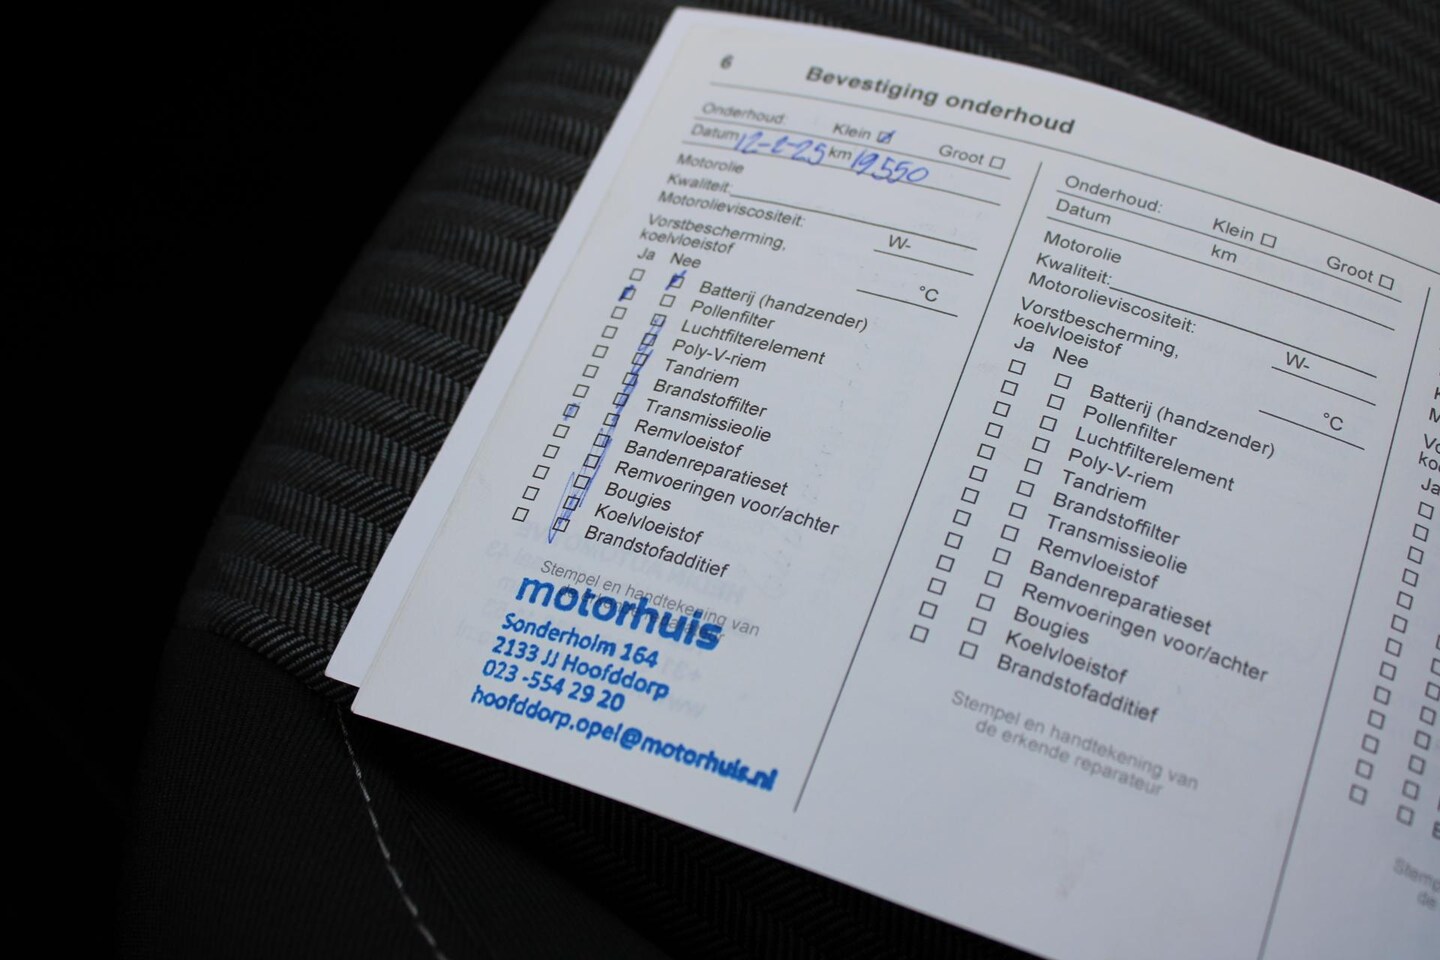 6
Bevestiging onderhoud
Onderhoud: Klein Groot
Datum 12-2-25 km 19550
Motorolie
Kwaliteit:
Motorolieviscositeit:
W-
Vorstbescherming,
koelvloeistof
°C
Ja Nee
Batterij (handzender)
Pollenfilter
Luchtfilterelement
Poly-V-riem
Tandriem
Brandstoffilter
Transmissieolie
Remvloeistof
Bandenreparatieset
Remvoeringen voor/achter
Bougies
Koelvloeistof
Brandstofadditief
Stempel en handtekening van
de erkende reparateur
motorhuis
Sonderholm 164
2133 JJ Hoofddorp
023 -554 29 20
hoofddorp.opel@motorhuis.nl
Onderhoud: Klein Groot
Datum km
Motorolie
Kwaliteit:
Motorolieviscositeit:
W-
Vorstbescherming,
koelvloeistof
°C
Ja Nee
Batterij (handzender)
Pollenfilter
Luchtfilterelement
Poly-V-riem
Tandriem
Brandstoffilter
Transmissieolie
Remvloeistof
Bandenreparatieset
Remvoeringen voor/achter
Bougies
Koelvloeistof
Brandstofadditief
Stempel en handtekening van
de erkende reparateur
Ja